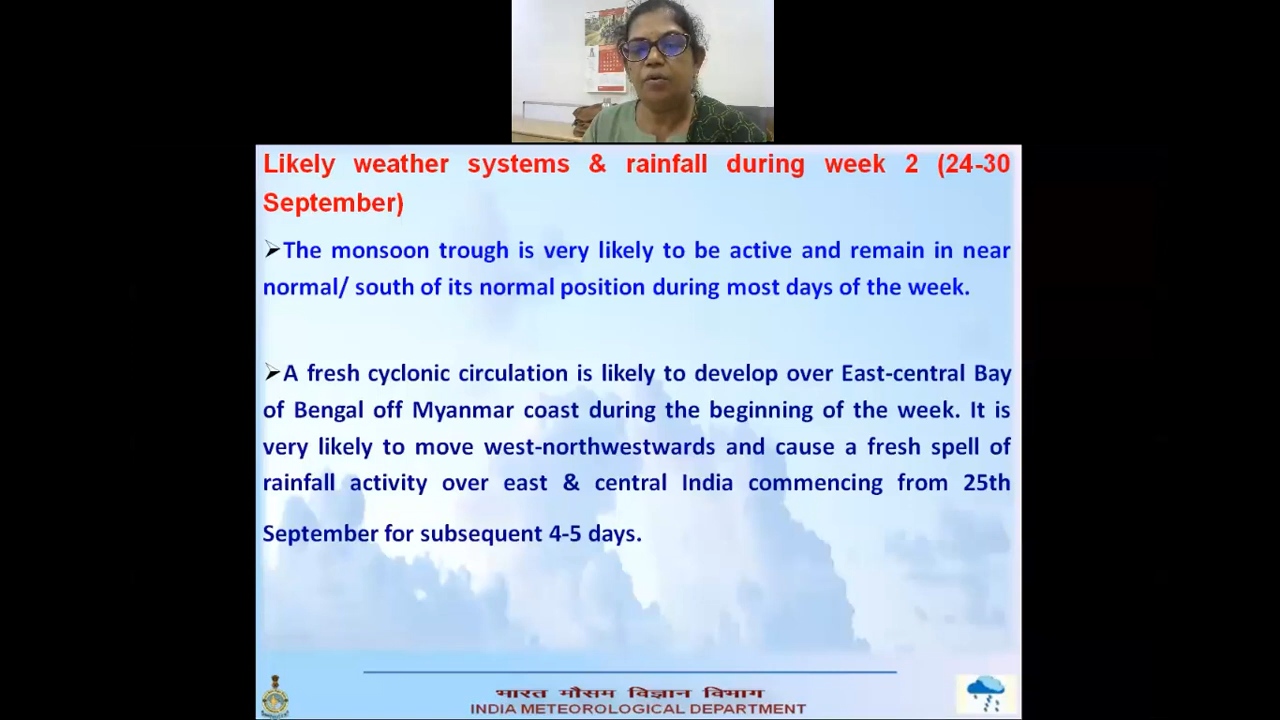 Likely weather systems & rainfall during week 2 (24-30
September)
➢The monsoon trough is very likely to be active and remain in near
normal/ south of its normal position during most days of the week.
➢A fresh cyclonic circulation is likely to develop over East-central Bay
of Bengal off Myanmar coast during the beginning of the week. It is
very likely to move west-northwestwards and cause a fresh spell of
rainfall activity over east & central India commencing from 25th
September for subsequent 4-5 days.
भारत मौसम विज्ञान विभाग
INDIA METEOROLOGICAL DEPARTMENT